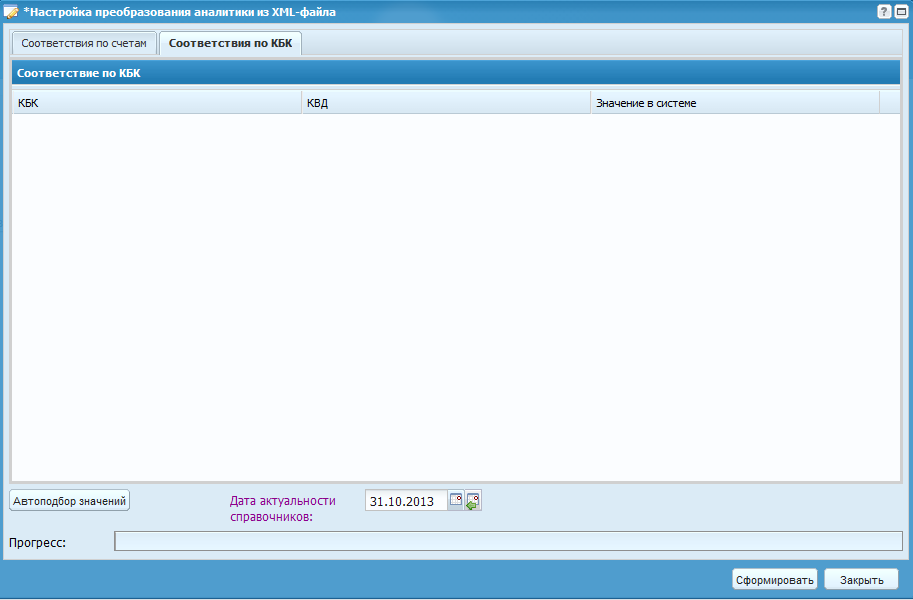 *Настройка преобразования аналитики из XML-файла
?
Соответствия по счетам
Соответствия по КБК
Соответствие по КБК
КБК
КВД
Значение в системе
Автоподбор значений
Дата актуальности
справочников:
31.10.2013
Прогресс:
Сформировать
Закрыть